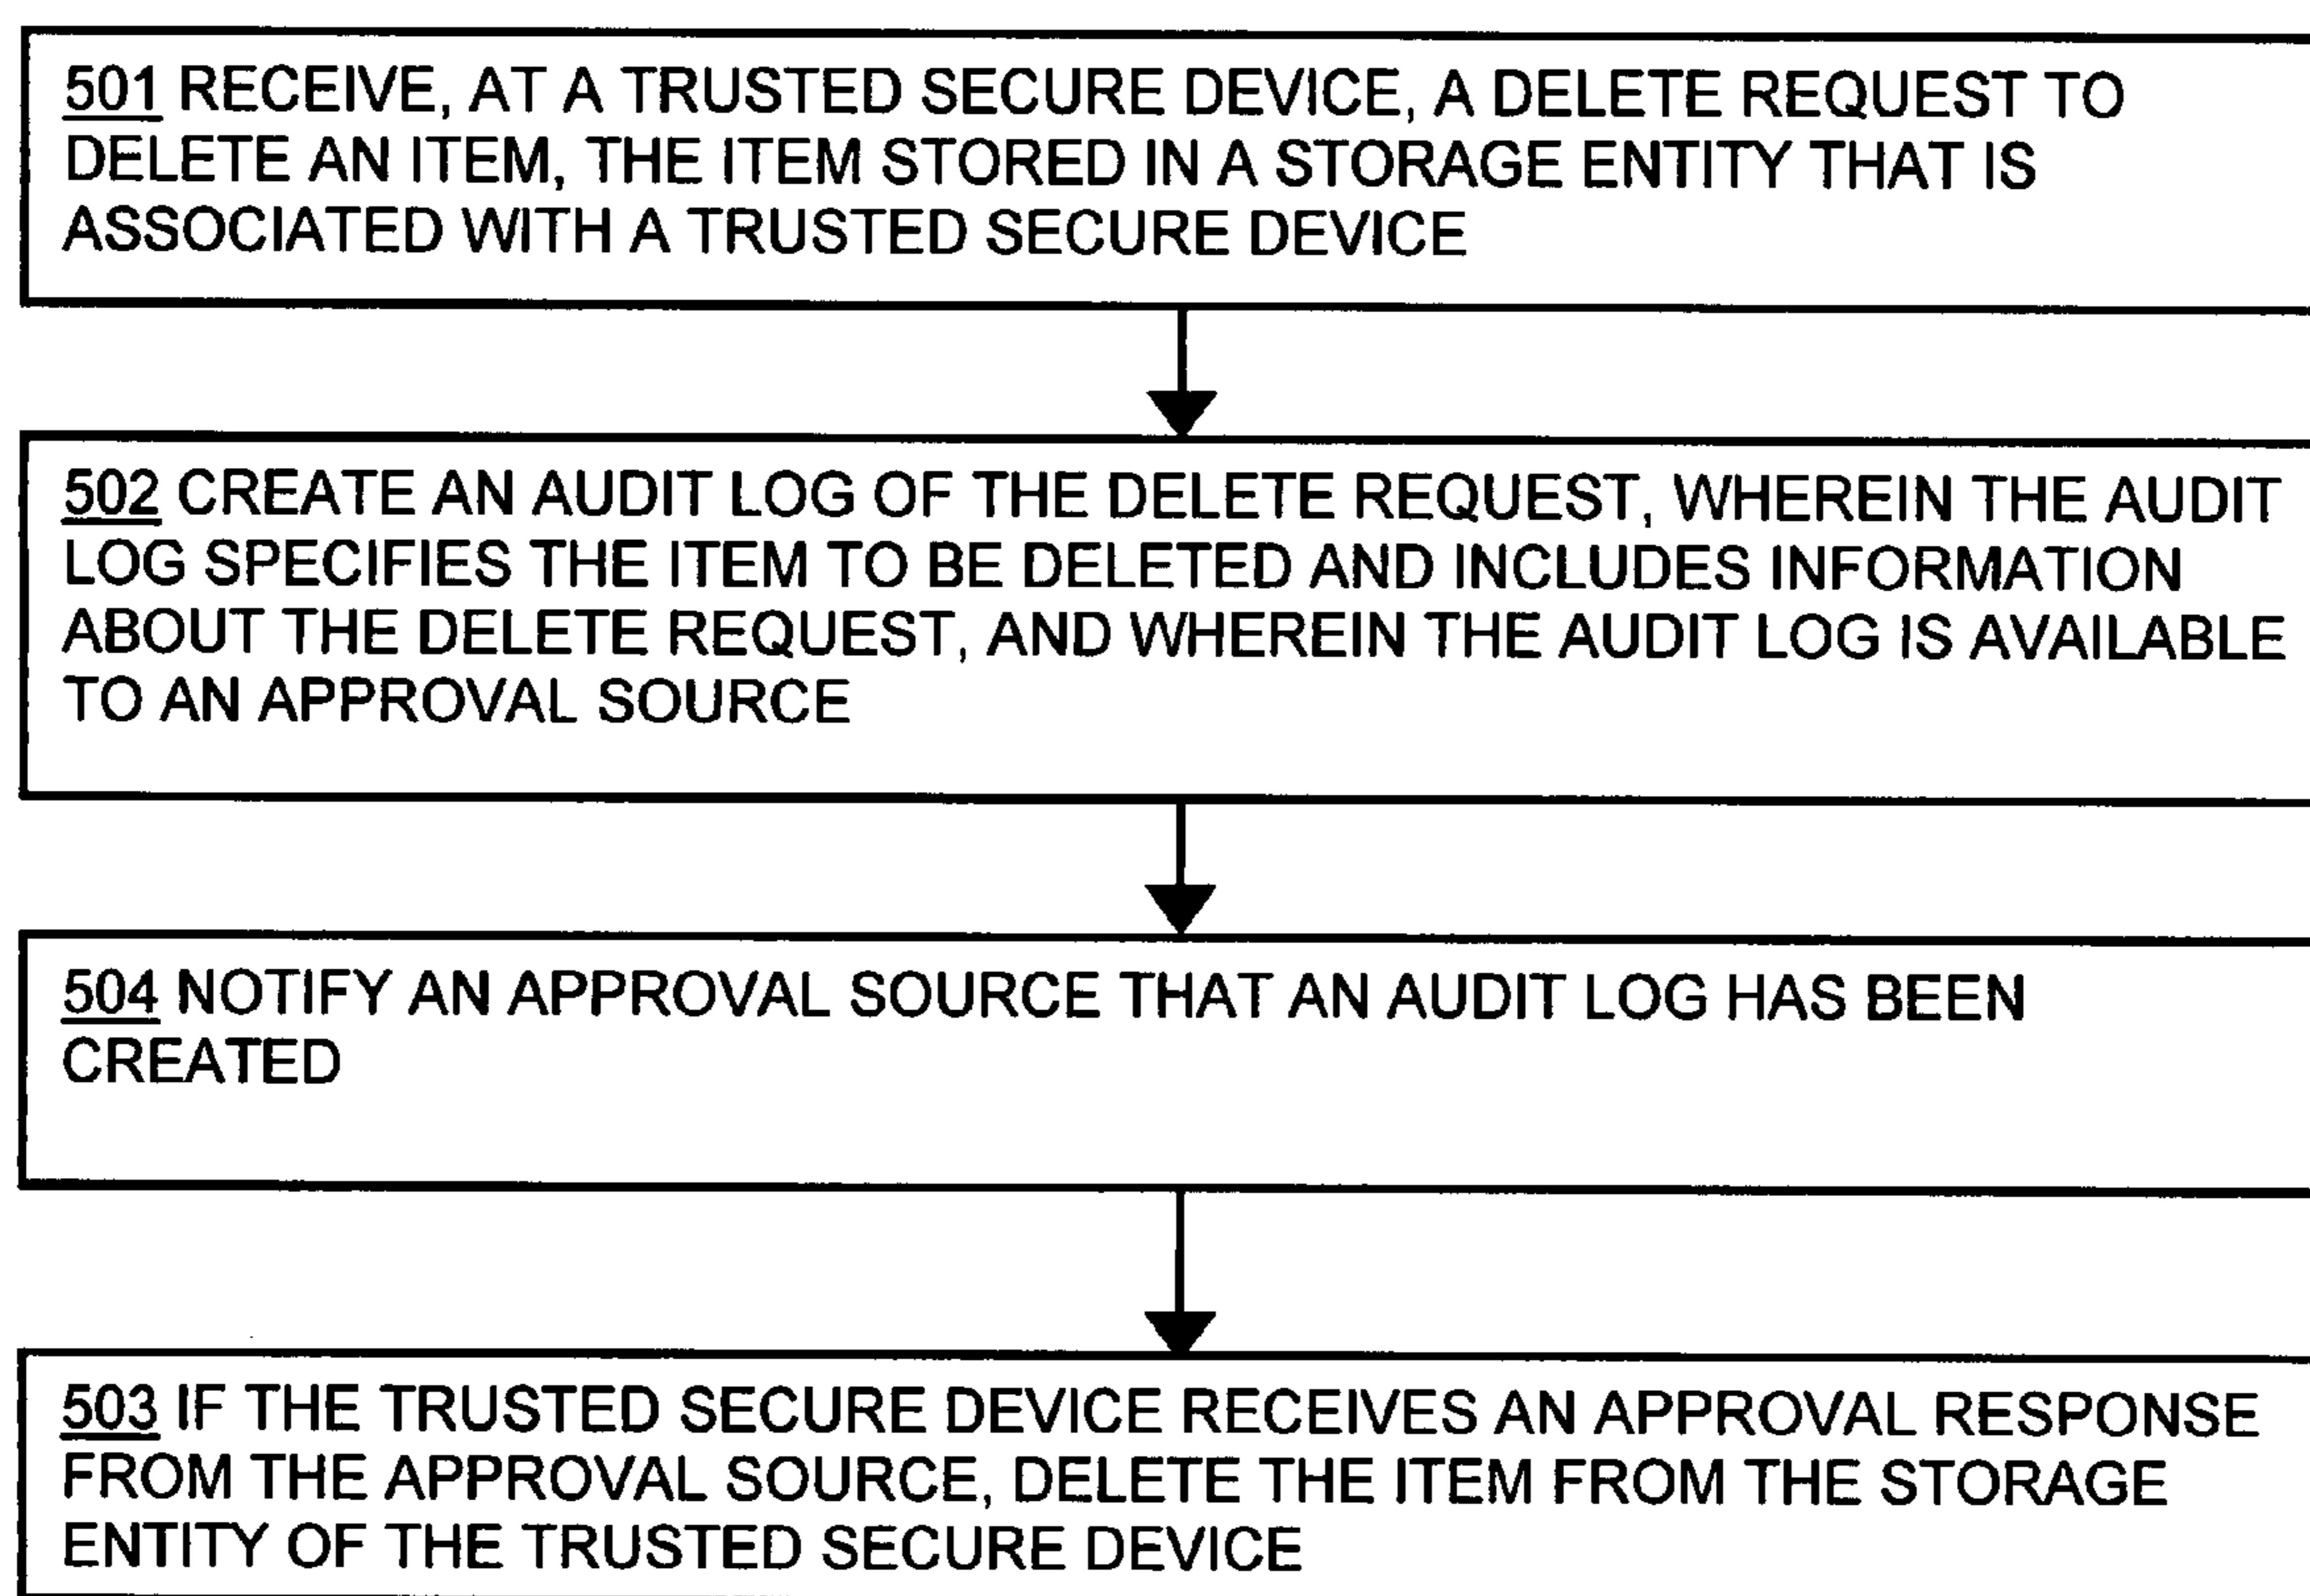 501 RECEIVE, AT A TRUSTED SECURE DEVICE, A DELETE REQUEST TO
DELETE AN ITEM, THE ITEM STORED IN A STORAGE ENTITY THAT IS
ASSOCIATED WITH A TRUSTED SECURE DEVICE
502 CREATE AN AUDIT LOG OF THE DELETE REQUEST, WHEREIN THE AUDIT
LOG SPECIFIES THE ITEM TO BE DELETED AND INCLUDES INFORMATION
ABOUT THE DELETE REQUEST, AND WHEREIN THE AUDIT LOG IS AVAILABLE
TO AN APPROVAL SOURCE
504 NOTIFY AN APPROVAL SOURCE THAT AN AUDIT LOG HAS BEEN
CREATED
503 IF THE TRUSTED SECURE DEVICE RECEIVES AN APPROVAL RESPONSE
FROM THE APPROVAL SOURCE, DELETE THE ITEM FROM THE STORAGE
ENTITY OF THE TRUSTED SECURE DEVICE